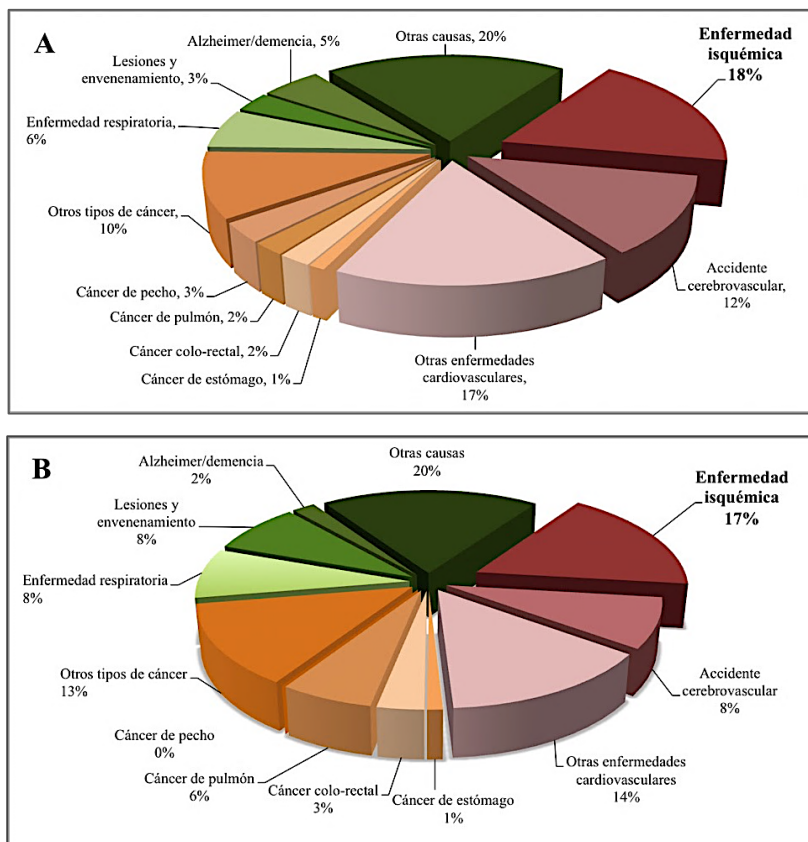 A
Alzheimer/demencia, 5%
Otras causas, 20%
Enfermedad
isquémica
18%
Lesiones y
envenenamiento, 3%
Enfermedad respiratoria,
6%
Otros tipos de cáncer,
10%
Cáncer de pecho, 3%
Cáncer de pulmón, 2%
Cáncer colo-rectal, 2%
Cáncer de estómago, 1%
Otras enfermedades
cardiovasculares,
17%
Accidente
cerebrovascular,
12%
B
Alzheimer/demencia
2%
Otras causas
20%
Enfermedad
isquémica
17%
Lesiones y
envenenamiento
8%
Enfermedad respiratoria
8%
Otros tipos de cáncer
13%
Cáncer de pecho
0%
Cáncer de pulmón
6%
Cáncer colo-rectal
3%
Cáncer de estómago
1%
Otras enfermedades
cardiovasculares
14%
Accidente
cerebrovascular
8%